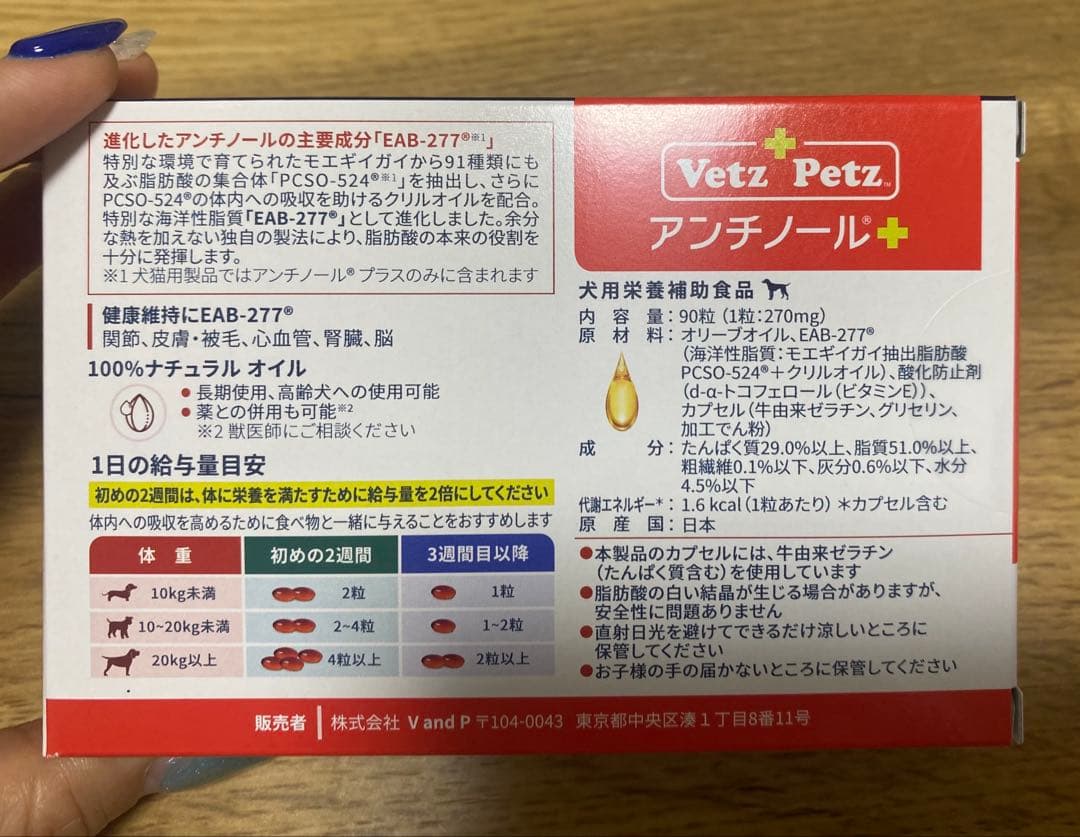 進化したアンチノールの主要成分「EAB-277®※1」
特別な環境で育てられたモエギイガイから91種類にも
及ぶ脂肪酸の集合体「PCSO-524®※1」を抽出し、さらに
PCSO-524®の体内への吸収を助けるクリルオイルを配合。
特別な海洋性脂質「EAB-277®」として進化しました。余分
な熱を加えない独自の製法により、脂肪酸の本来の役割を
十分に発揮します。
※1 犬猫用製品ではアンチノール® プラスのみに含まれます
健康維持にEAB-277®
関節、皮膚・被毛、心血管、腎臓、脳
100%ナチュラル オイル
● 長期使用、高齢犬への使用可能
● 薬との併用も可能※2
※2 獣医師にご相談ください
1日の給与量目安
初めの2週間は、体に栄養を満たすために給与量を2倍にしてください
体内への吸収を高めるために食べ物と一緒に与えることをおすすめします
体重 初めの2週間 3週間目以降
10kg未満 2粒 1粒
10~20kg未満 2~4粒 1~2粒
20kg以上 4粒以上 2粒以上
Vetz Petz™
アンチノール®+
犬用栄養補助食品
内容量:90粒(1粒:270mg)
原材料:オリーブオイル、EAB-277®
(海洋性脂質:モエギイガイ抽出脂肪酸
PCSO-524®+クリルオイル)、酸化防止剤
(d-α-トコフェロール(ビタミンE))、
カプセル(牛由来ゼラチン、グリセリン、
加工でん粉)
成分:たんぱく質29.0%以上、脂質51.0%以上、
粗繊維0.1%以下、灰分0.6%以下、水分
4.5%以下
代謝エネルギー*:1.6 kcal(1粒あたり)*カプセル含む
原産国:日本
●本製品のカプセルには、牛由来ゼラチン
(たんぱく質含む)を使用しています
●脂肪酸の白い結晶が生じる場合がありますが、
安全性に問題ありません
●直射日光を避けてできるだけ涼しいところに
保管してください
●お子様の手の届かないところに保管してください
販売者 株式会社 V and P 〒104-0043 東京都中央区湊1丁目8番11号